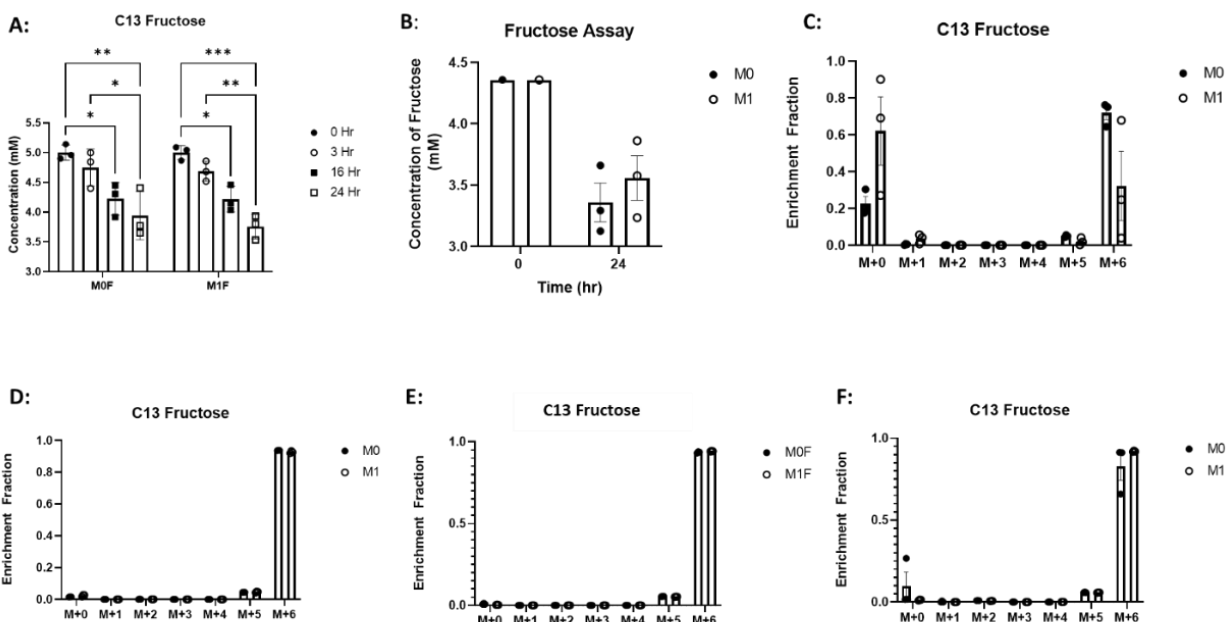 A:
C13 Fructose
** ***
* **
* *
Concentration (mM)
5.5
5.0
4.5
4.0
3.5
3.0
M0F M1F
0 Hr
3 Hr
16 Hr
24 Hr
B:
Fructose Assay
Concentration of Fructose
(mM)
4.5
4.0
3.5
3.0
0 24
Time (hr)
M0
M1
C:
C13 Fructose
Enrichment Fraction
1.0
0.8
0.6
0.4
0.2
0.0
M+0 M+1 M+2 M+3 M+4 M+5 M+6
M0
M1
D:
C13 Fructose
Enrichment Fraction
1.0
0.8
0.6
0.4
0.2
0.0
M+0 M+1 M+2 M+3 M+4 M+5 M+6
M0
M1
E:
C13 Fructose
Enrichment Fraction
1.0
0.5
0.0
M+0 M+1 M+2 M+3 M+4 M+5 M+6
M0F
M1F
F:
C13 Fructose
Enrichment Fraction
1.0
0.5
0.0
M+0 M+1 M+2 M+3 M+4 M+5 M+6
M0
M1